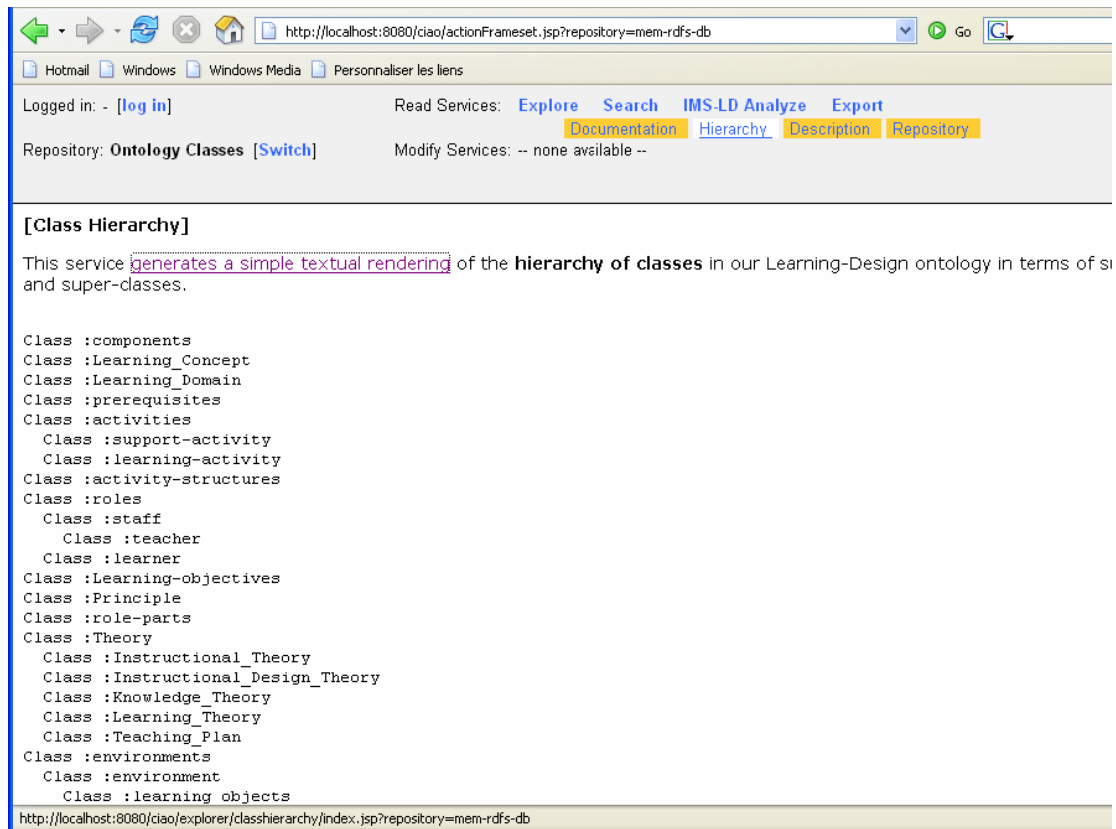 http://localhost:8080/ciao/actionFrameset.jsp?repository=mem-rdfs-db Go G
Hotmail Windows Windows Media Personnaliser les liens
Logged in: - [log in] Read Services: Explore Search IMS-LD Analyze Export
Documentation Hierarchy Description Repository
Repository: Ontology Classes [Switch] Modify Services: -- none available --
[Class Hierarchy]
This service generates a simple textual rendering of the hierarchy of classes in our Learning-Design ontology in terms of
and super-classes.
Class :components
Class :Learning_Concept
Class :Learning_Domain
Class :prerequisites
Class :activities
Class :support-activity
Class :learning-activity
Class :activity-structures
Class :roles
Class :staff
Class :teacher
Class :learner
Class :Learning-objectives
Class :Principle
Class :role-parts
Class :Theory
Class :Instructional_Theory
Class :Instructional_Design_Theory
Class :Knowledge_Theory
Class :Learning_Theory
Class :Teaching_Plan
Class :environments
Class :environment
Class :learning objects
http://localhost:8080/ciao/explorer/classhierarchy/index.jsp?repository=mem-rdfs-db